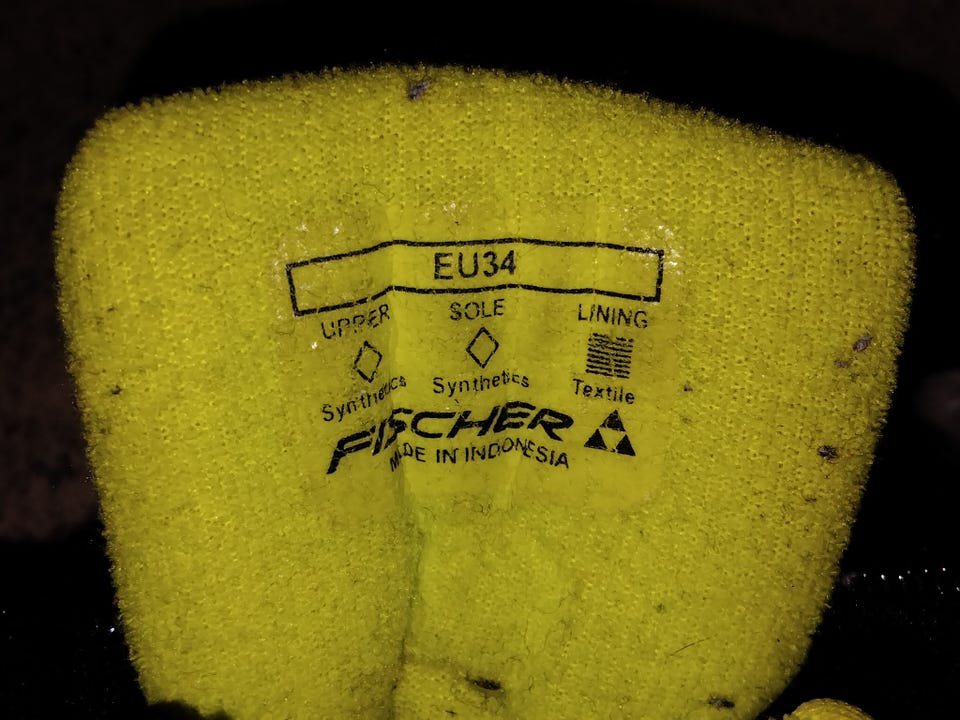 EU34
UPPER SOLE LINING
Synthetics Synthetics Textile
FISCHER
MADE IN INDONESIA